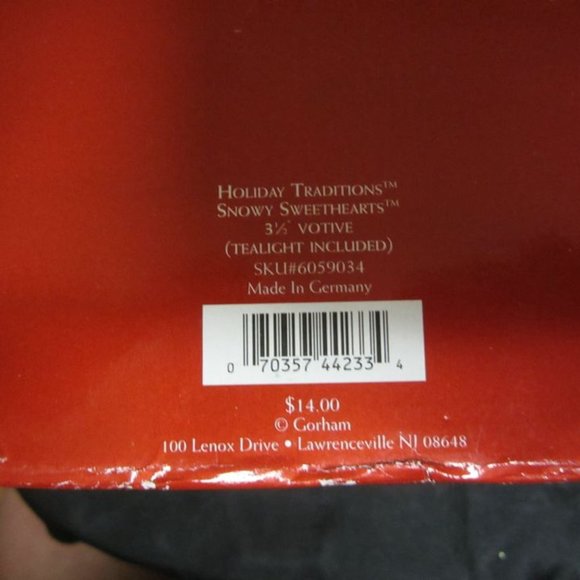 HOLIDAY TRADITIONS™
SNOWY SWEETHEARTS™
3½" VOTIVE
(TEALIGHT INCLUDED)
SKU#6059034
Made In Germany
0 70357 44233 4
$14.00
© Gorham
100 Lenox Drive • Lawrenceville NJ 08648